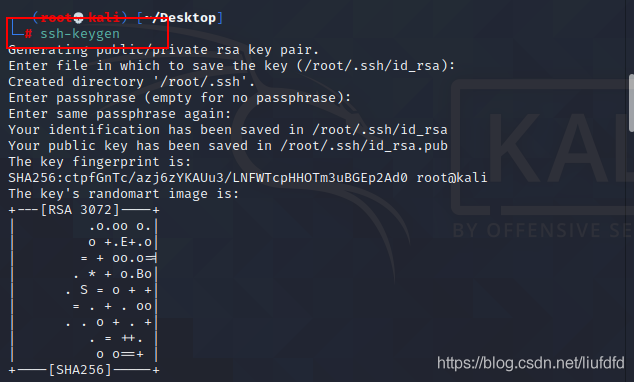 (root💀kali) [~/Desktop]
# ssh-keygen
Generating public/private rsa key pair.
Enter file in which to save the key (/root/.ssh/id_rsa):
Created directory '/root/.ssh'.
Enter passphrase (empty for no passphrase):
Enter same passphrase again:
Your identification has been saved in /root/.ssh/id_rsa
Your public key has been saved in /root/.ssh/id_rsa.pub
The key fingerprint is:
SHA256:ctpfGnTc/azj6zYKAUu3/LNFWTcpHHOTm3uBGEp2Ad0 root@kali
The key's randomart image is:
+---[RSA 3072]----+
|        .o.oo o.|
|        o +.E+.o|
|       = + oo.o=|
|      . * + o.Bo|
|     . S = o + +|
|      = . + . oo|
|     . . o + . +|
|        . = ++. |
|         o o==+ |
+----[SHA256]-----+
KAL
BY OFFENSIVE SE
https://blog.csdn.net/liufdfd